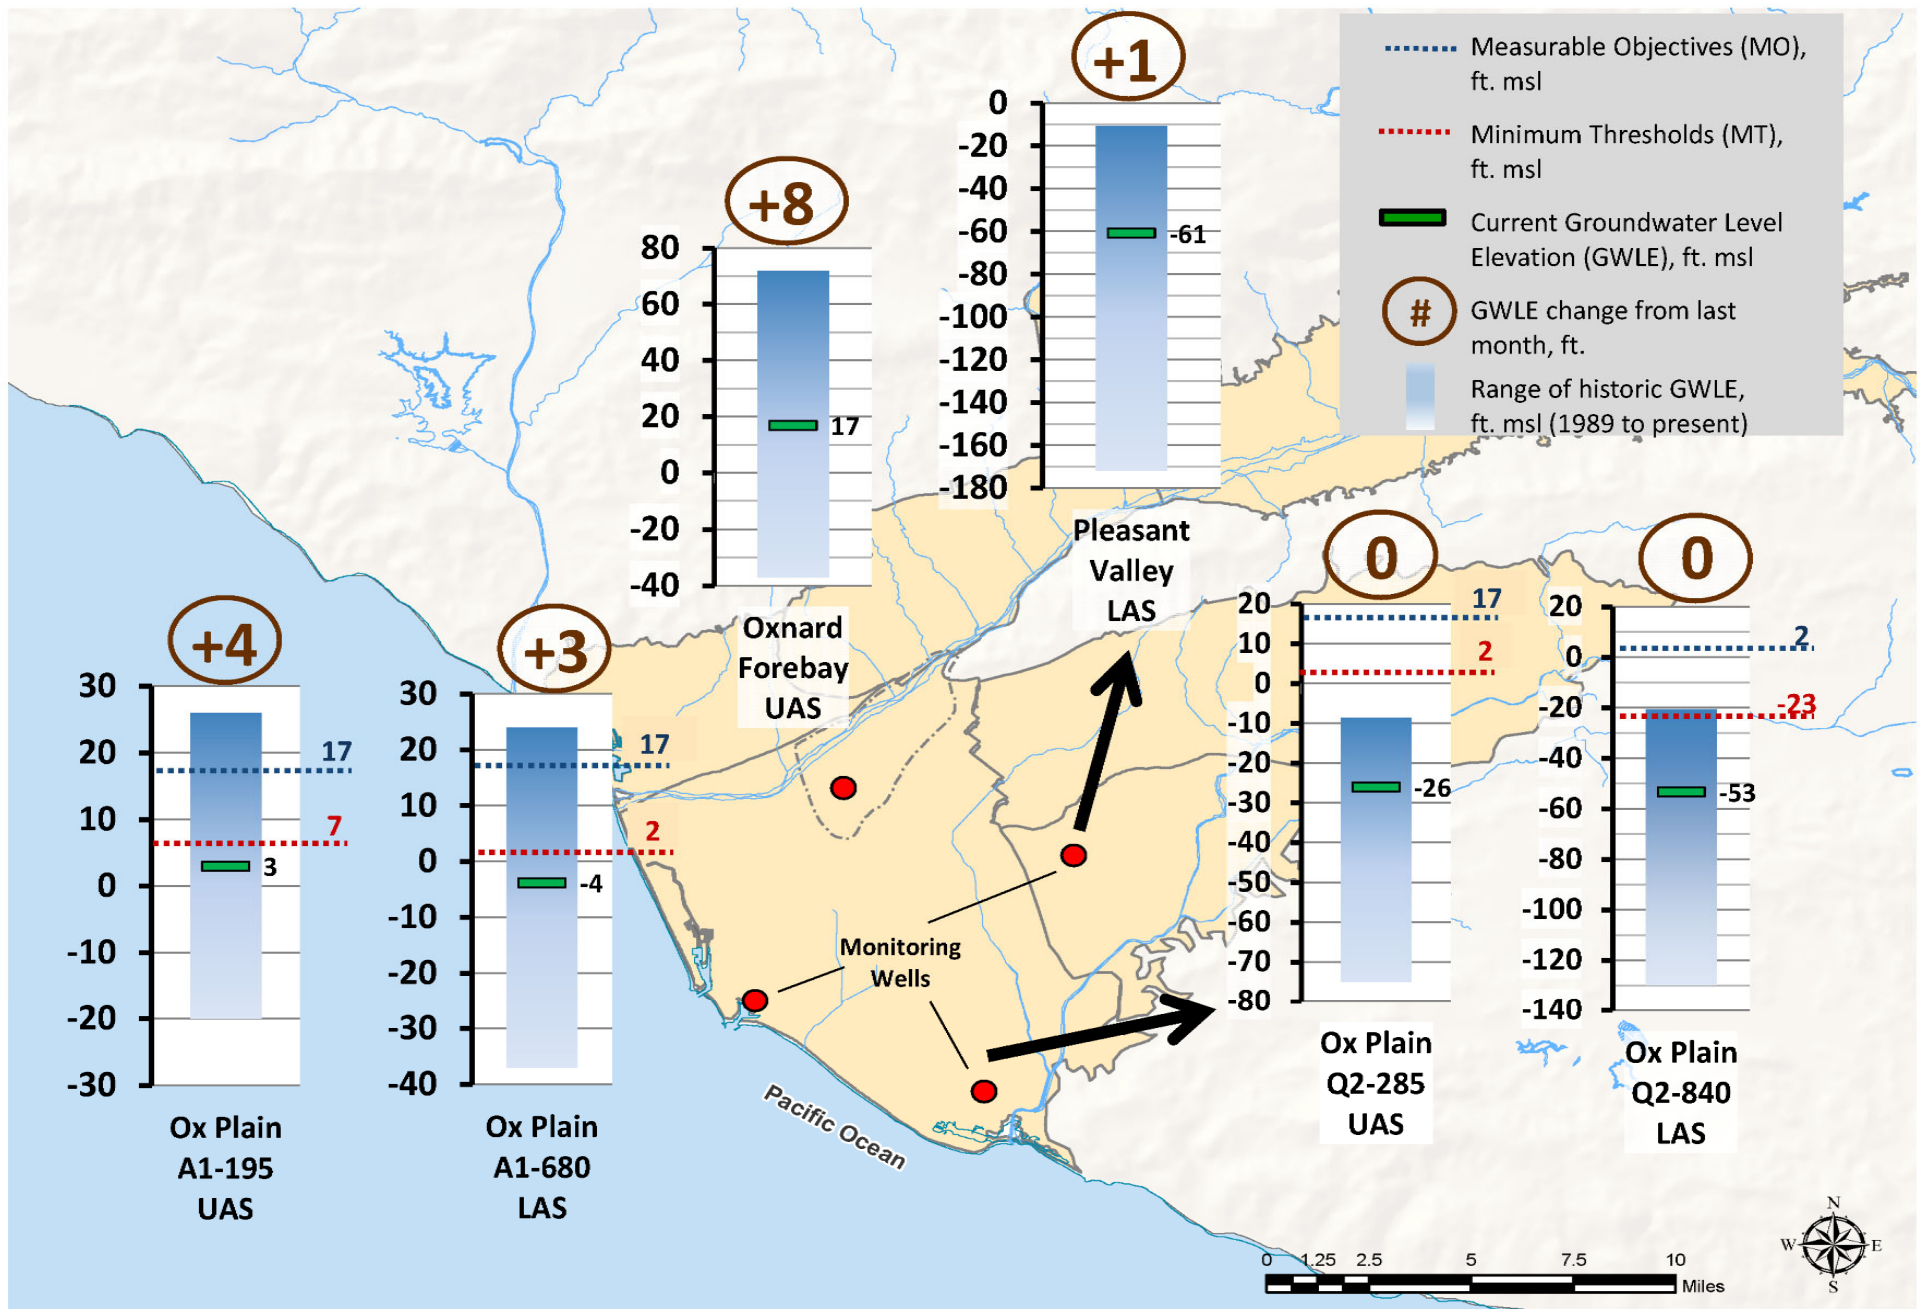 Measurable Objectives (MO),
ft. msl
Minimum Thresholds (MT),
ft. msl
Current Groundwater Level
Elevation (GWLE), ft. msl
#
GWLE change from last
month, ft.
Range of historic GWLE,
ft. msl (1989 to present)
+1
0
-20
-40
-60
-80
-100
-120
-140
-160
-180
-61
Pleasant
Valley
LAS
+8
80
60
40
20
0
-20
-40
17
Oxnard
Forebay
UAS
+4
30
20
10
0
-10
-20
-30
17
7
3
Ox Plain
A1-195
UAS
+3
30
20
10
0
-10
-20
-30
-40
17
2
-4
Ox Plain
A1-680
LAS
0
20
10
0
-10
-20
-30
-40
-50
-60
-70
-80
17
2
-26
Ox Plain
Q2-285
UAS
0
20
0
-20
-40
-60
-80
-100
-120
-140
2
-23
-53
Ox Plain
Q2-840
LAS
Monitoring
Wells
Pacific Ocean
N
W
E
S
0 1.25 2.5 5 7.5 10
Miles